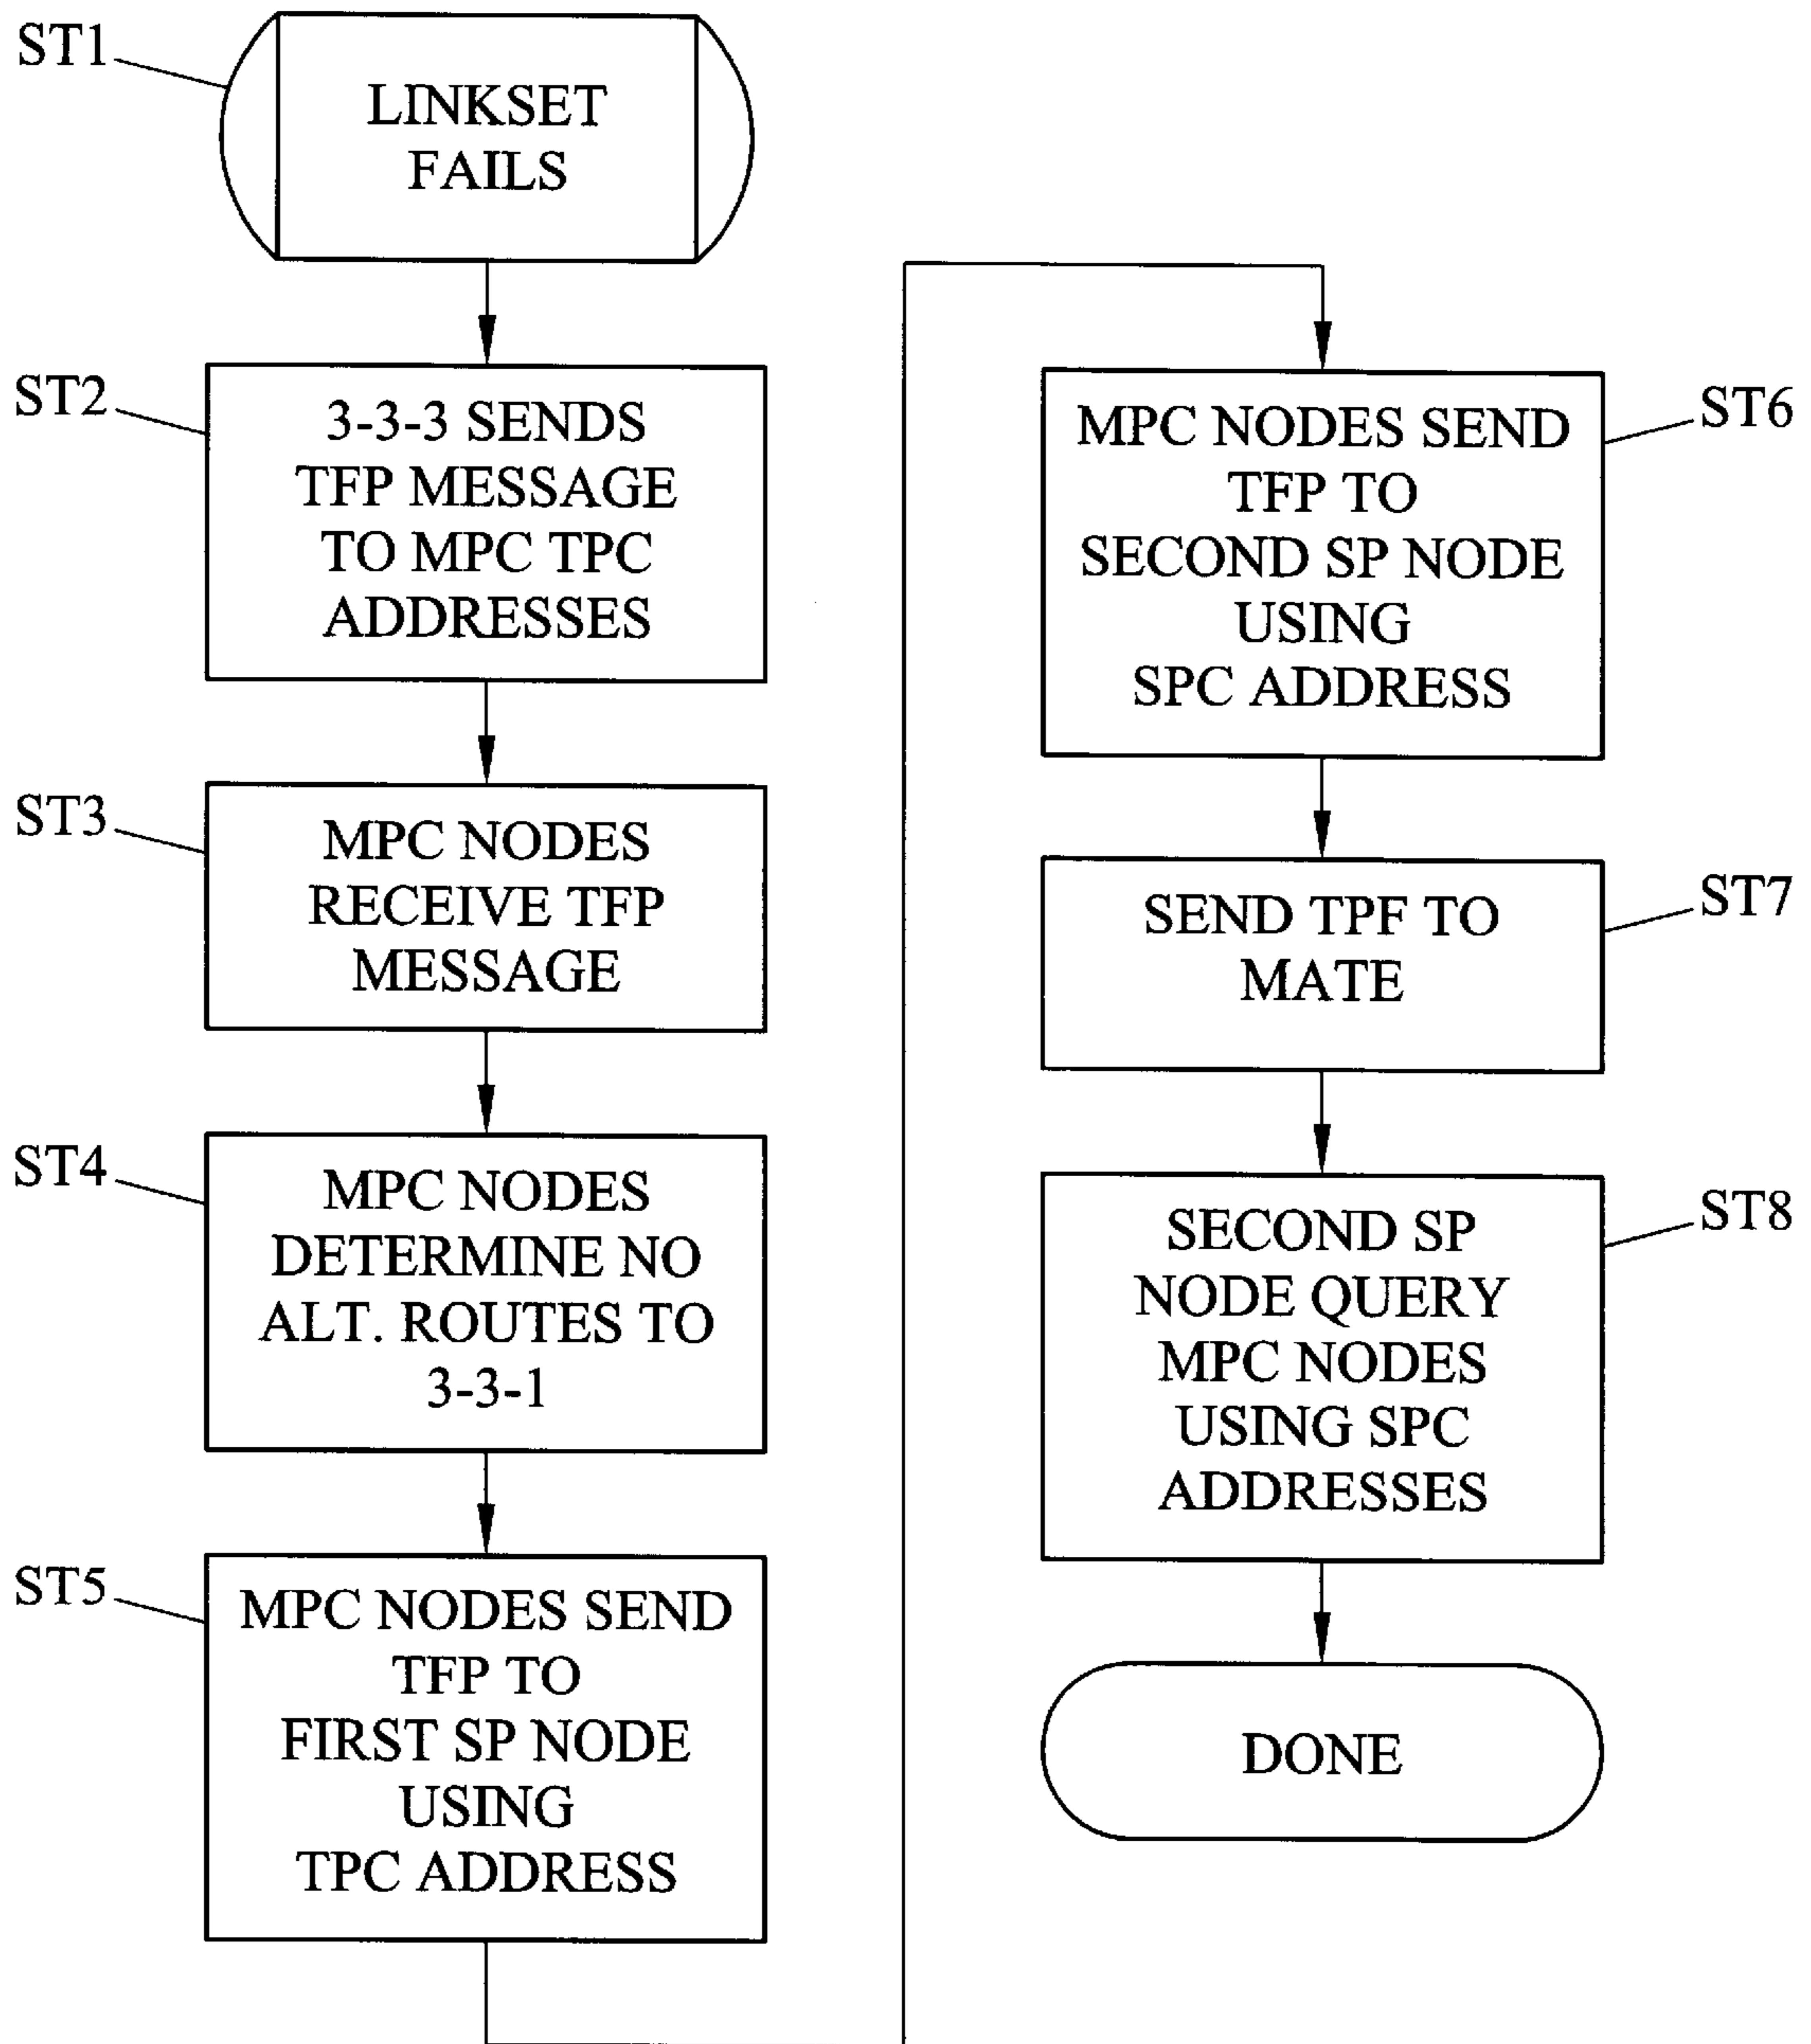 ST1
LINKSET
FAILS
ST2
3-3-3 SENDS
TFP MESSAGE
TO MPC TPC
ADDRESSES
ST3
MPC NODES
RECEIVE TFP
MESSAGE
ST4
MPC NODES
DETERMINE NO
ALT. ROUTES TO
3-3-1
ST5
MPC NODES SEND
TFP TO
FIRST SP NODE
USING
TPC ADDRESS
MPC NODES SEND
TFP TO
SECOND SP NODE
USING
SPC ADDRESS
ST6
SEND TPF TO
MATE
ST7
SECOND SP
NODE QUERY
MPC NODES
USING SPC
ADDRESSES
ST8
DONE